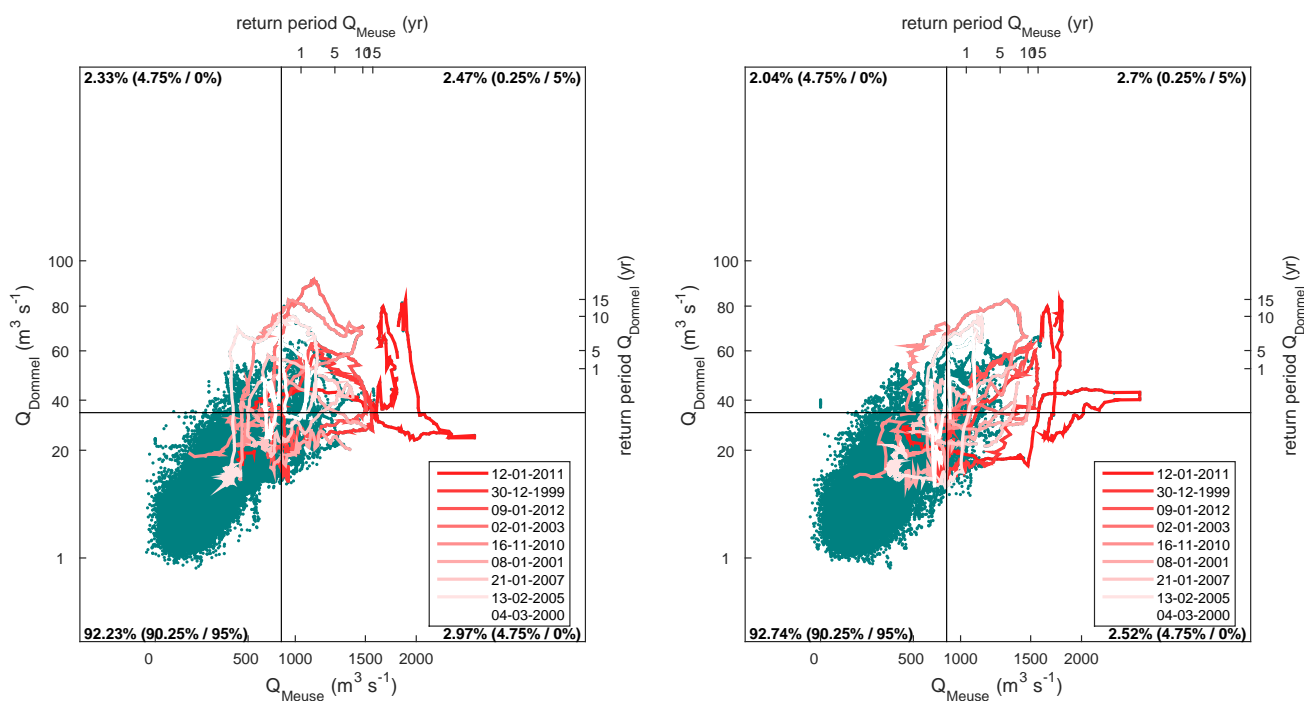 return period Q_Meuse (yr)
1 5 10 15
2.33% (4.75% / 0%)
2.47% (0.25% / 5%)
Q_Dommel (m^3 s^-1)
100
80
60
40
20
1
return period Q_Dommel (yr)
15
10
5
1
12-01-2011
30-12-1999
09-01-2012
02-01-2003
16-11-2010
08-01-2001
21-01-2007
13-02-2005
04-03-2000
92.23% (90.25% / 95%)
2.97% (4.75% / 0%)
0 500 1000 1500 2000
Q_Meuse (m^3 s^-1)
return period Q_Meuse (yr)
1 5 10 15
2.04% (4.75% / 0%)
2.7% (0.25% / 5%)
Q_Dommel (m^3 s^-1)
100
80
60
40
20
1
return period Q_Dommel (yr)
15
10
5
1
12-01-2011
30-12-1999
09-01-2012
02-01-2003
16-11-2010
08-01-2001
21-01-2007
13-02-2005
04-03-2000
92.74% (90.25% / 95%)
2.52% (4.75% / 0%)
0 500 1000 1500 2000
Q_Meuse (m^3 s^-1)